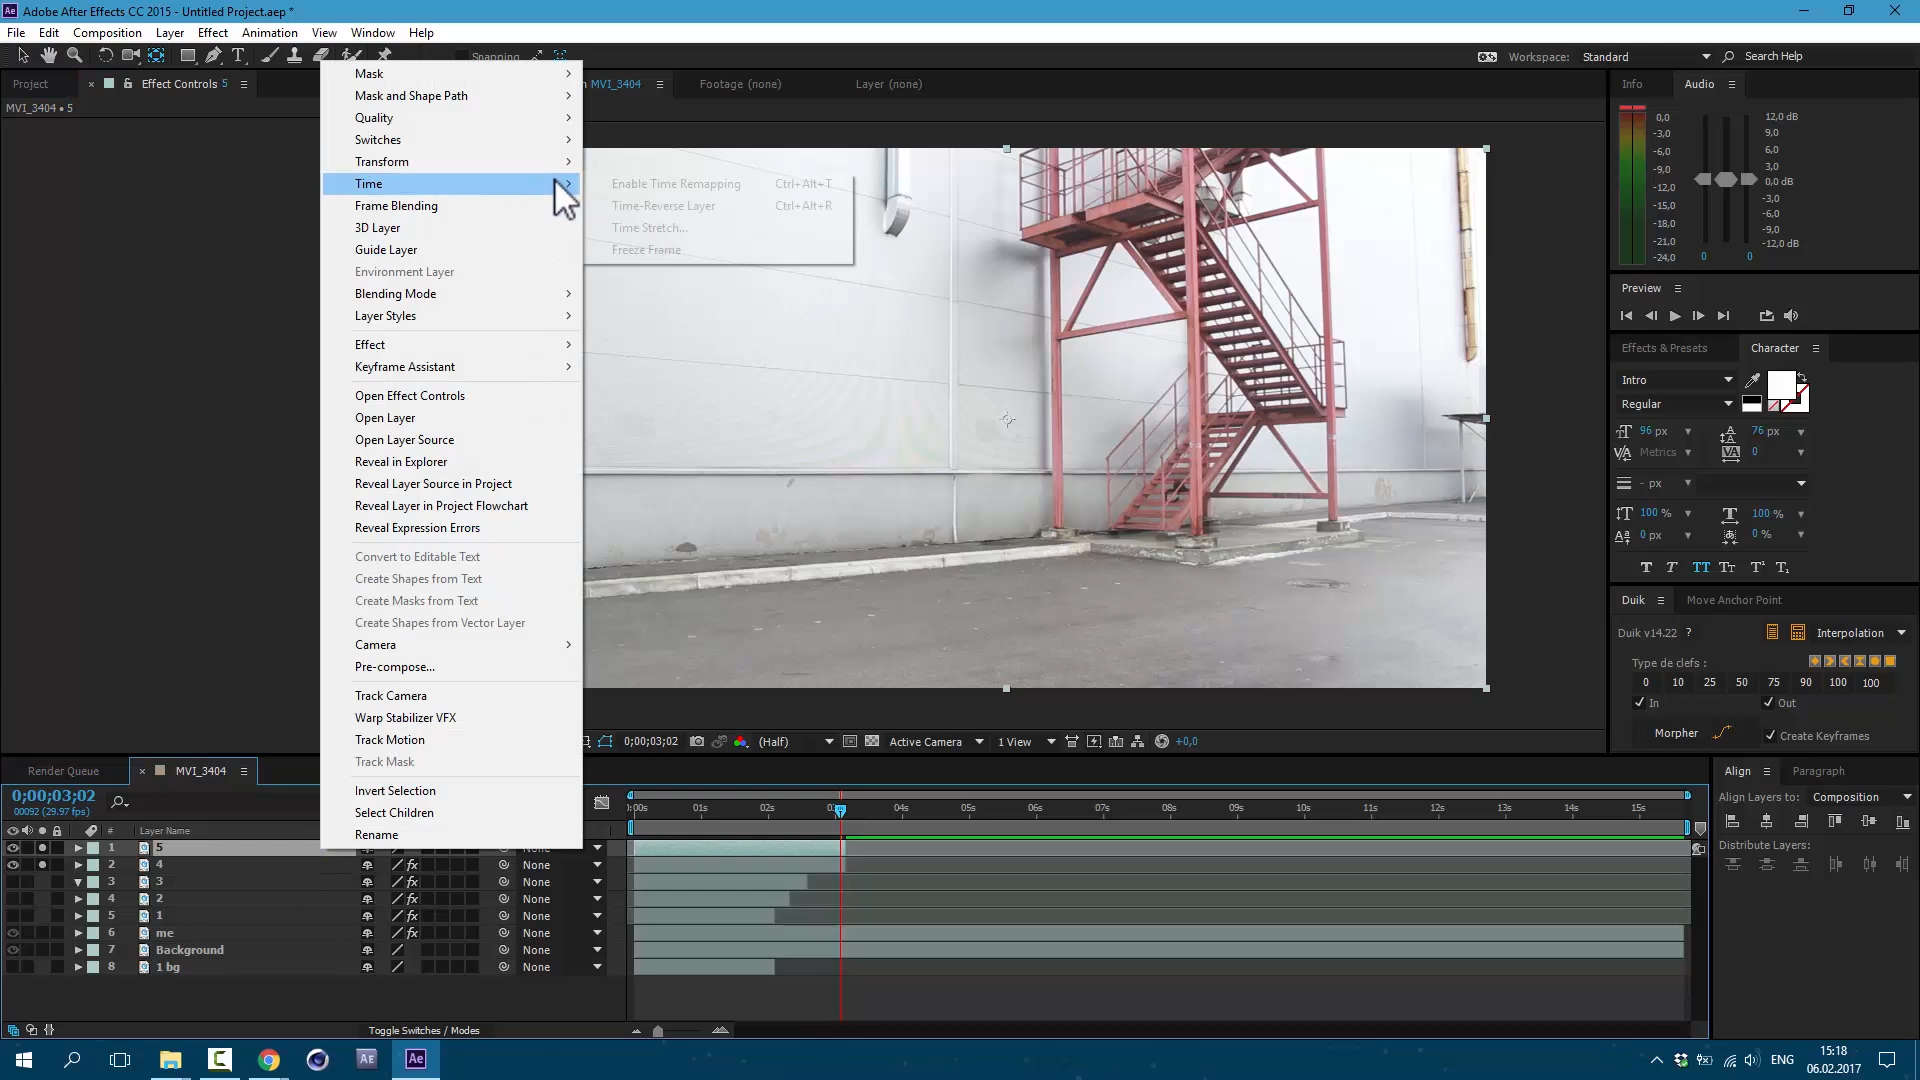 Adobe After Effects CC 2015 - Untitled Project.aep *
File Edit Composition Layer Effect Animation View Window Help
Snapping
Workspace: Standard
Search Help
Project
Effect Controls 5
MVI_3404
Footage (none)
Layer (none)
MVI_3404 • 5
Mask
Mask and Shape Path
Quality
Switches
Transform
Time
Frame Blending
3D Layer
Guide Layer
Environment Layer
Blending Mode
Layer Styles
Effect
Keyframe Assistant
Open Effect Controls
Open Layer
Open Layer Source
Reveal in Explorer
Reveal Layer Source in Project
Reveal Layer in Project Flowchart
Reveal Expression Errors
Convert to Editable Text
Create Shapes from Text
Create Masks from Text
Create Shapes from Vector Layer
Camera
Pre-compose...
Track Camera
Warp Stabilizer VFX
Track Motion
Track Mask
Invert Selection
Select Children
Rename
Enable Time Remapping Ctrl+Alt+T
Time-Reverse Layer Ctrl+Alt+R
Time Stretch...
Freeze Frame
0;00;03;02 (Half) Active Camera 1 View +0,0
Info Audio
0,0 12,0 dB
-3,0 9,0
-6,0 6,0
-9,0 3,0
-12,0 0,0 dB
-15,0 -3,0
-18,0 -6,0
-21,0 -9,0
-24,0 -12,0 dB
0 0
Preview
Effects & Presets Character
Intro
Regular
96 px 76 px
Metrics 0
- px
100 % 100 %
0 px 0 %
T T TT TT T¹ T₁
Duik Move Anchor Point
Duik v14.22 ? Interpolation
Type de clefs :
0 10 25 50 75 90 100 100
In Out
Morpher Create Keyframes
Align Paragraph
Align Layers to: Composition
Distribute Layers:
Render Queue MVI_3404
0;00;03;02
00092 (29.97 fps)
# Layer Name
:00s 01s 02s 04s 05s 06s 07s 08s 09s 10s 11s 12s 13s 14s 15s
1 5
2 4 fx None
3 3 None
4 2 fx None
5 1 fx None
6 me fx None
7 Background None
8 1 bg None
Toggle Switches / Modes
ENG
15:18
06.02.2017